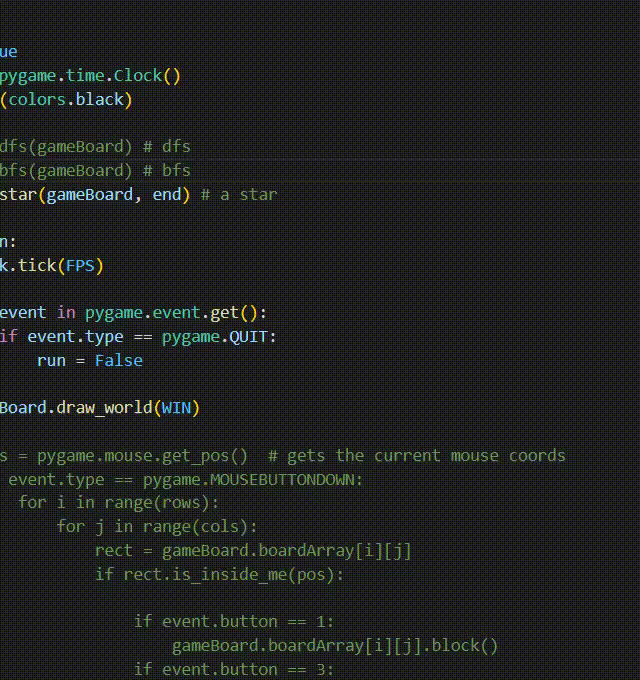 ue
pygame.time.Clock()
(colors.black)
dfs(gameBoard) # dfs
bfs(gameBoard) # bfs
star(gameBoard, end) # a star
n:
k.tick(FPS)
event in pygame.event.get():
if event.type == pygame.QUIT:
run = False
Board.draw_world(WIN)
s = pygame.mouse.get_pos()  # gets the current mouse coords
event.type == pygame.MOUSEBUTTONDOWN:
for i in range(rows):
for j in range(cols):
rect = gameBoard.boardArray[i][j]
if rect.is_inside_me(pos):
if event.button == 1:
gameBoard.boardArray[i][j].block()
if event.button == 3: